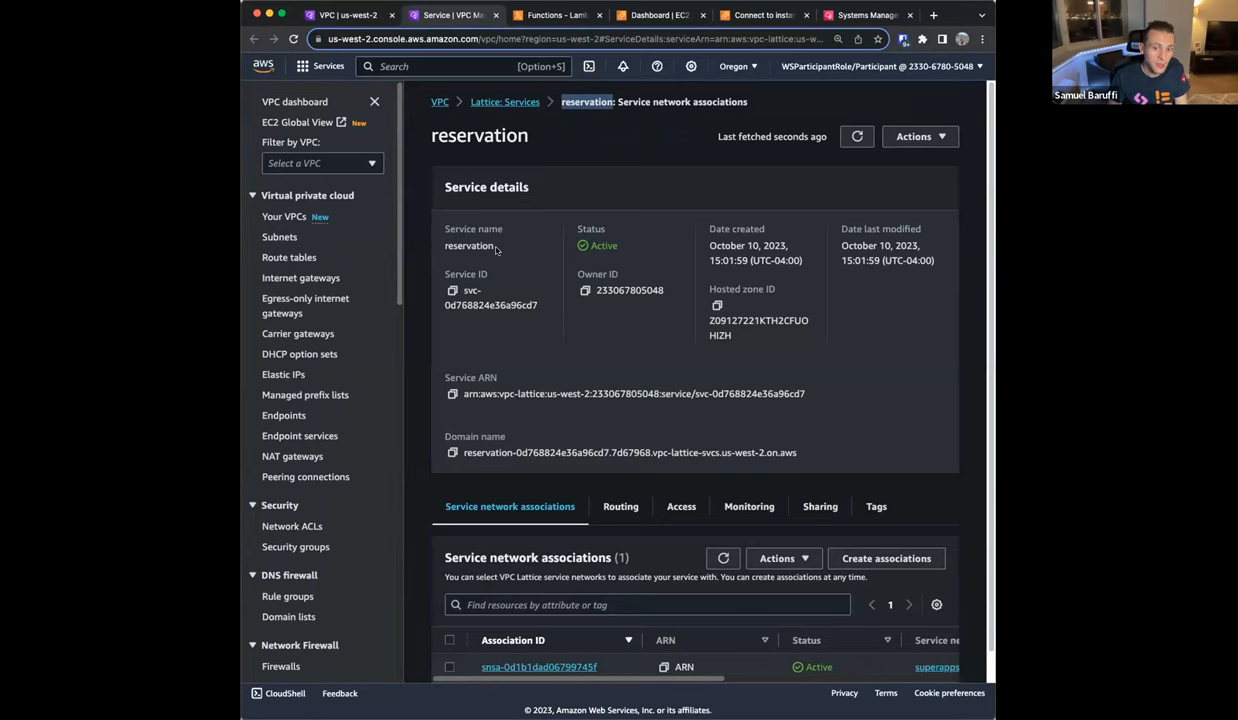 VPC | us-west-2
Service | VPC Ma
Functions - Lamb
Dashboard | EC2
Connect to instan
Systems Manage
us-west-2.console.aws.amazon.com/vpc/home?region=us-west-2#ServiceDetails:serviceArn=arn:aws:vpc-lattice:us-w...
aws
Services
Search
[Option+S]
Oregon
WSParticipantRole/Participant @ 2330-6780-5048
Samuel Baruffi
VPC dashboard
EC2 Global View
New
Filter by VPC:
Select a VPC
Virtual private cloud
Your VPCs New
Subnets
Route tables
Internet gateways
Egress-only internet
gateways
Carrier gateways
DHCP option sets
Elastic IPs
Managed prefix lists
Endpoints
Endpoint services
NAT gateways
Peering connections
Security
Network ACLs
Security groups
DNS firewall
Rule groups
Domain lists
Network Firewall
Firewalls
VPC
Lattice: Services
reservation: Service network associations
reservation
Last fetched seconds ago
Actions
Service details
Service name
reservation
Status
Active
Date created
October 10, 2023,
15:01:59 (UTC-04:00)
Date last modified
October 10, 2023,
15:01:59 (UTC-04:00)
Service ID
svc-
0d768824e36a96cd7
Owner ID
233067805048
Hosted zone ID
Z09127221KTH2CFUO
HIZH
Service ARN
arn:aws:vpc-lattice:us-west-2:233067805048:service/svc-0d768824e36a96cd7
Domain name
reservation-0d768824e36a96cd7.7d67968.vpc-lattice-svcs.us-west-2.on.aws
Service network associations
Routing
Access
Monitoring
Sharing
Tags
Service network associations (1)
Actions
Create associations
You can select VPC Lattice service networks to associate your service with. You can create associations at any time.
Find resources by attribute or tag
1
Association ID
ARN
Status
Service ne
snsa-0d1b1dad06799745f
ARN
Active
superapps
CloudShell
Feedback
Privacy
Terms
Cookie preferences
© 2023, Amazon Web Services, Inc. or its affiliates.